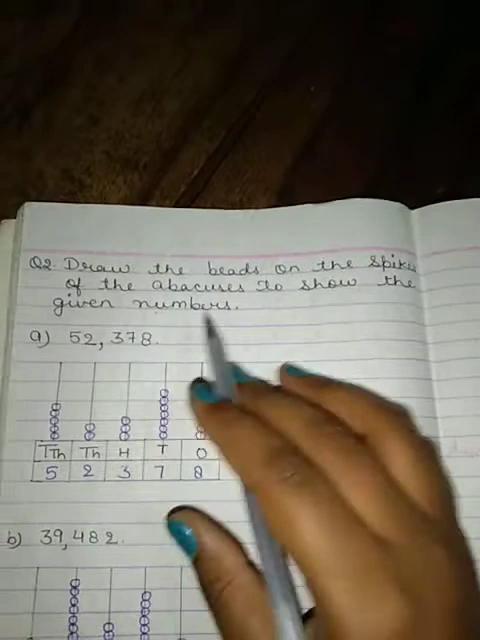 Q2. Draw the beads on the spikes
of the abacuses to show the
given numbers.
a) 52,378.
TTh Th H T O
5 2 3 7 8
b) 39,482.